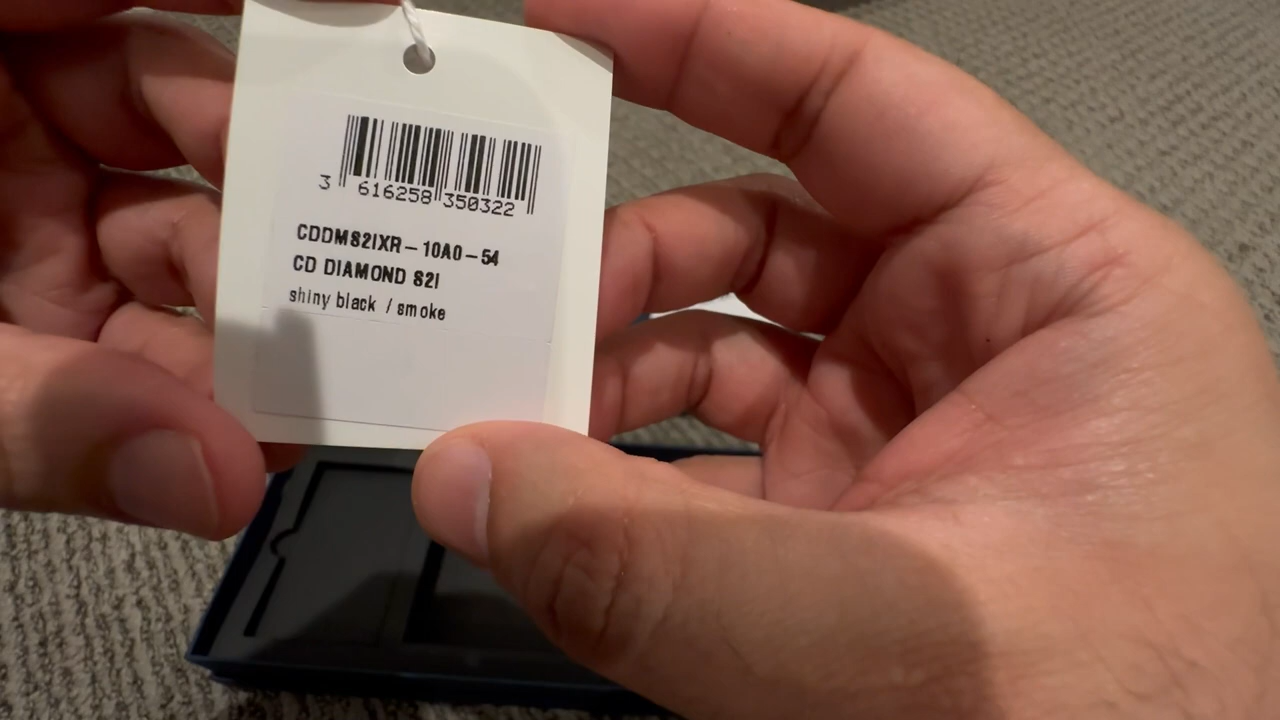 3 616258 350322
CDDMS2IXR-10A0-54
CD DIAMOND S2I
shiny black / smoke